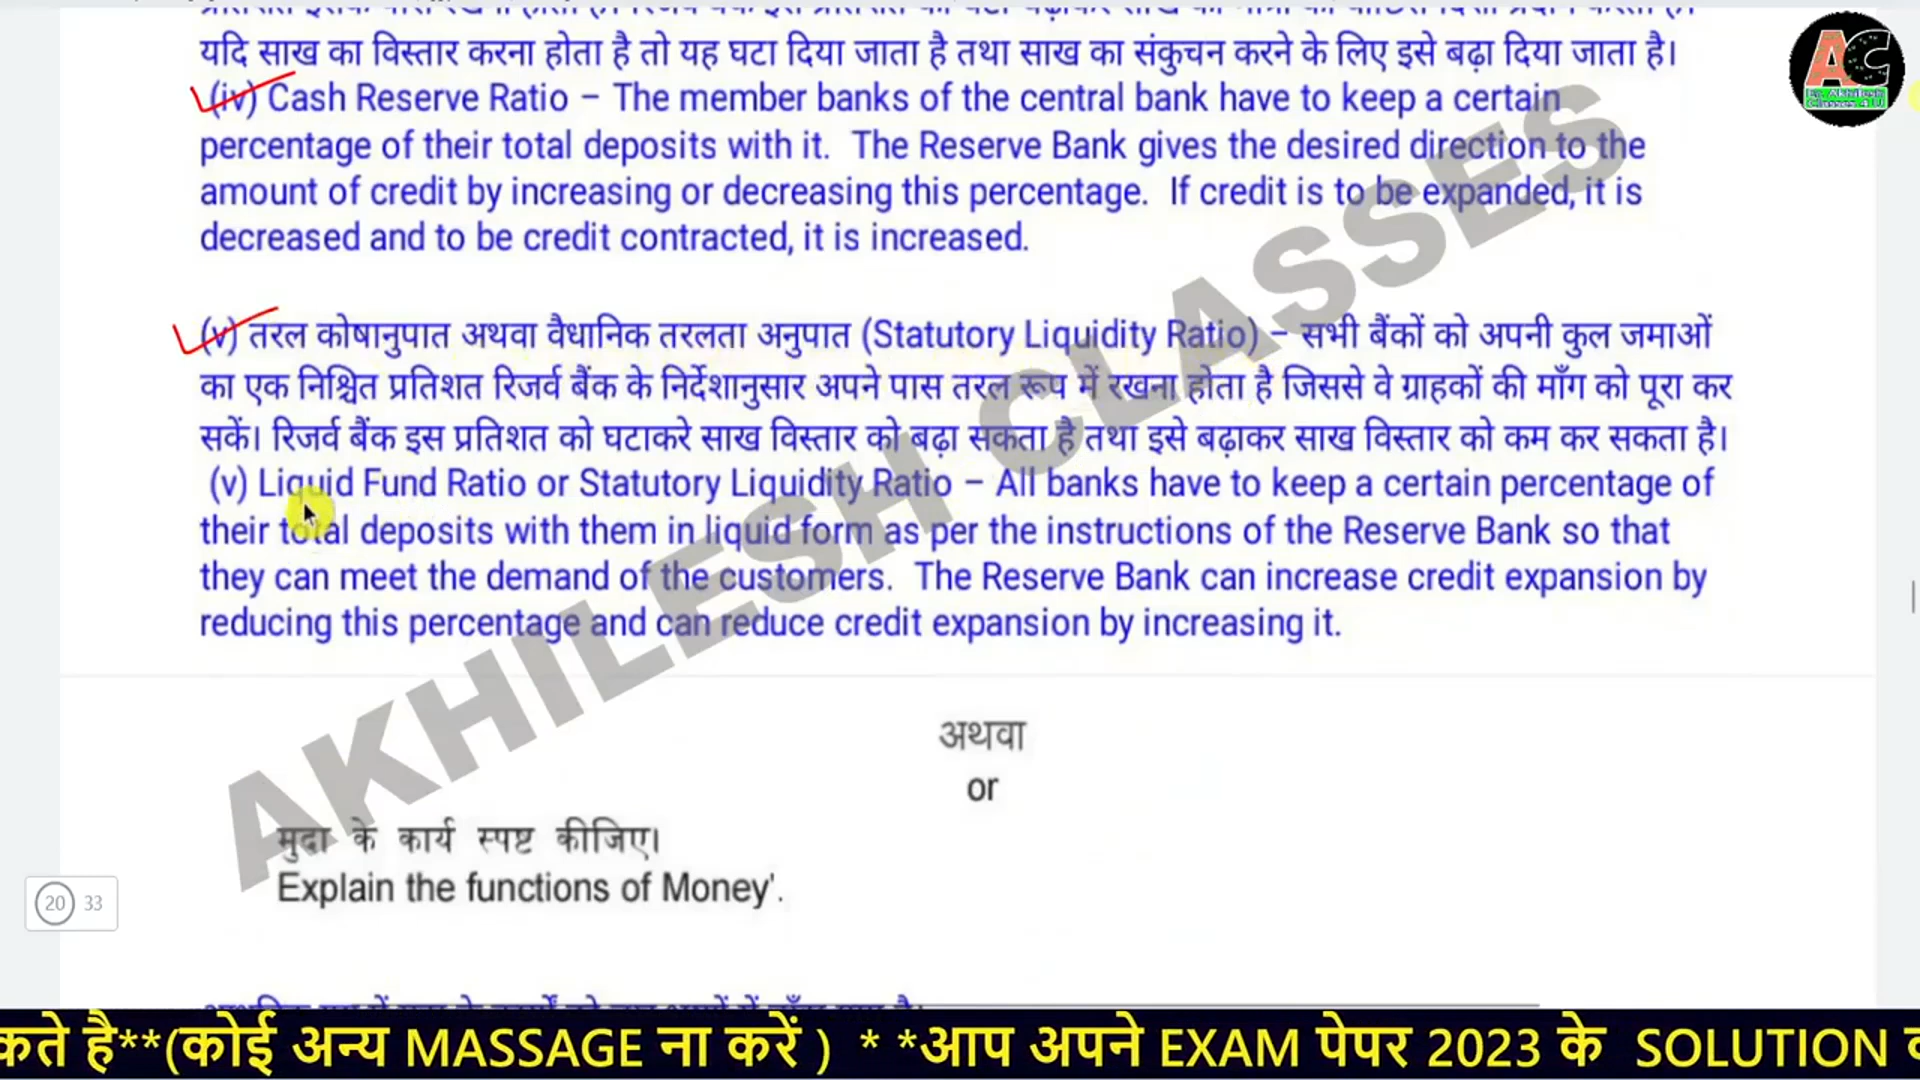 यदि साख का विस्तार करना होता है तो यह घटा दिया जाता है तथा साख का संकुचन करने के लिए इसे बढ़ा दिया जाता है।
(iv) Cash Reserve Ratio – The member banks of the central bank have to keep a certain
percentage of their total deposits with it. The Reserve Bank gives the desired direction to the
amount of credit by increasing or decreasing this percentage. If credit is to be expanded, it is
decreased and to be credit contracted, it is increased.
(v) तरल कोषानुपात अथवा वैधानिक तरलता अनुपात (Statutory Liquidity Ratio) – सभी बैंकों को अपनी कुल जमाओं
का एक निश्चित प्रतिशत रिजर्व बैंक के निर्देशानुसार अपने पास तरल रूप में रखना होता है जिससे वे ग्राहकों की माँग को पूरा कर
सकें। रिजर्व बैंक इस प्रतिशत को घटाकरे साख विस्तार को बढ़ा सकता है तथा इसे बढ़ाकर साख विस्तार को कम कर सकता है।
(v) Liquid Fund Ratio or Statutory Liquidity Ratio – All banks have to keep a certain percentage of
their total deposits with them in liquid form as per the instructions of the Reserve Bank so that
they can meet the demand of the customers. The Reserve Bank can increase credit expansion by
reducing this percentage and can reduce credit expansion by increasing it.
AKHILESH CLASSES
अथवा
or
मुद्रा के कार्य स्पष्ट कीजिए।
Explain the functions of Money'.
20 33
AC
Er. Akhilesh
Classes 4 U
कते है**(कोई अन्य MASSAGE ना करें ) * *आप अपने EXAM पेपर 2023 के SOLUTION